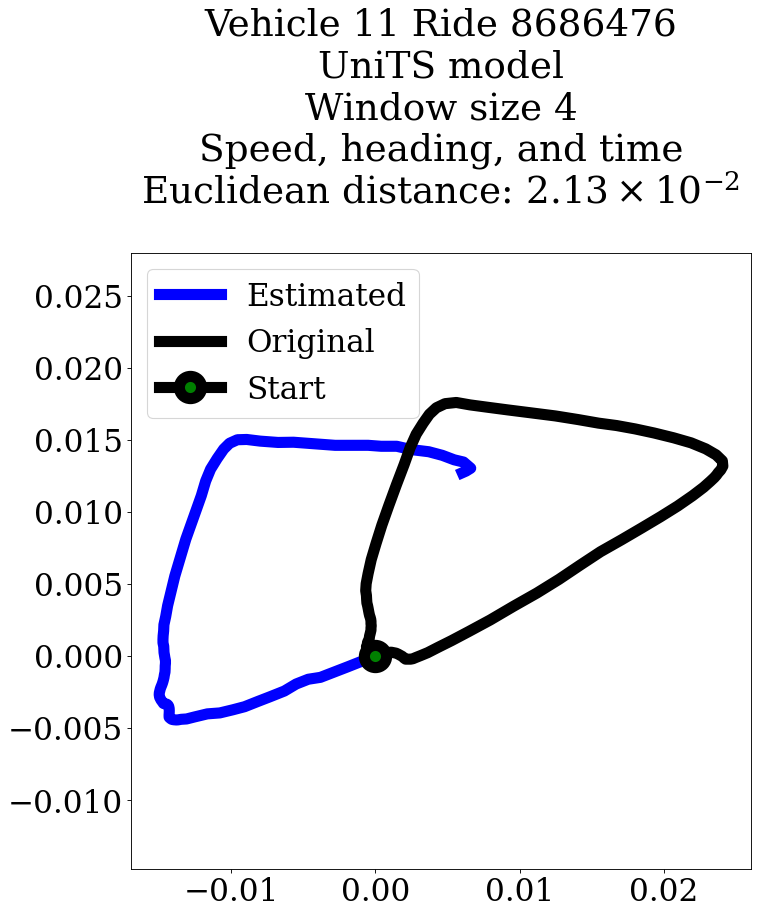 Vehicle 11 Ride 8686476
UniTS model
Window size 4
Speed, heading, and time
Euclidean distance: 2.13 × 10⁻²
Estimated
Original
Start
0.025
0.020
0.015
0.010
0.005
0.000
−0.005
−0.010
−0.01 0.00 0.01 0.02